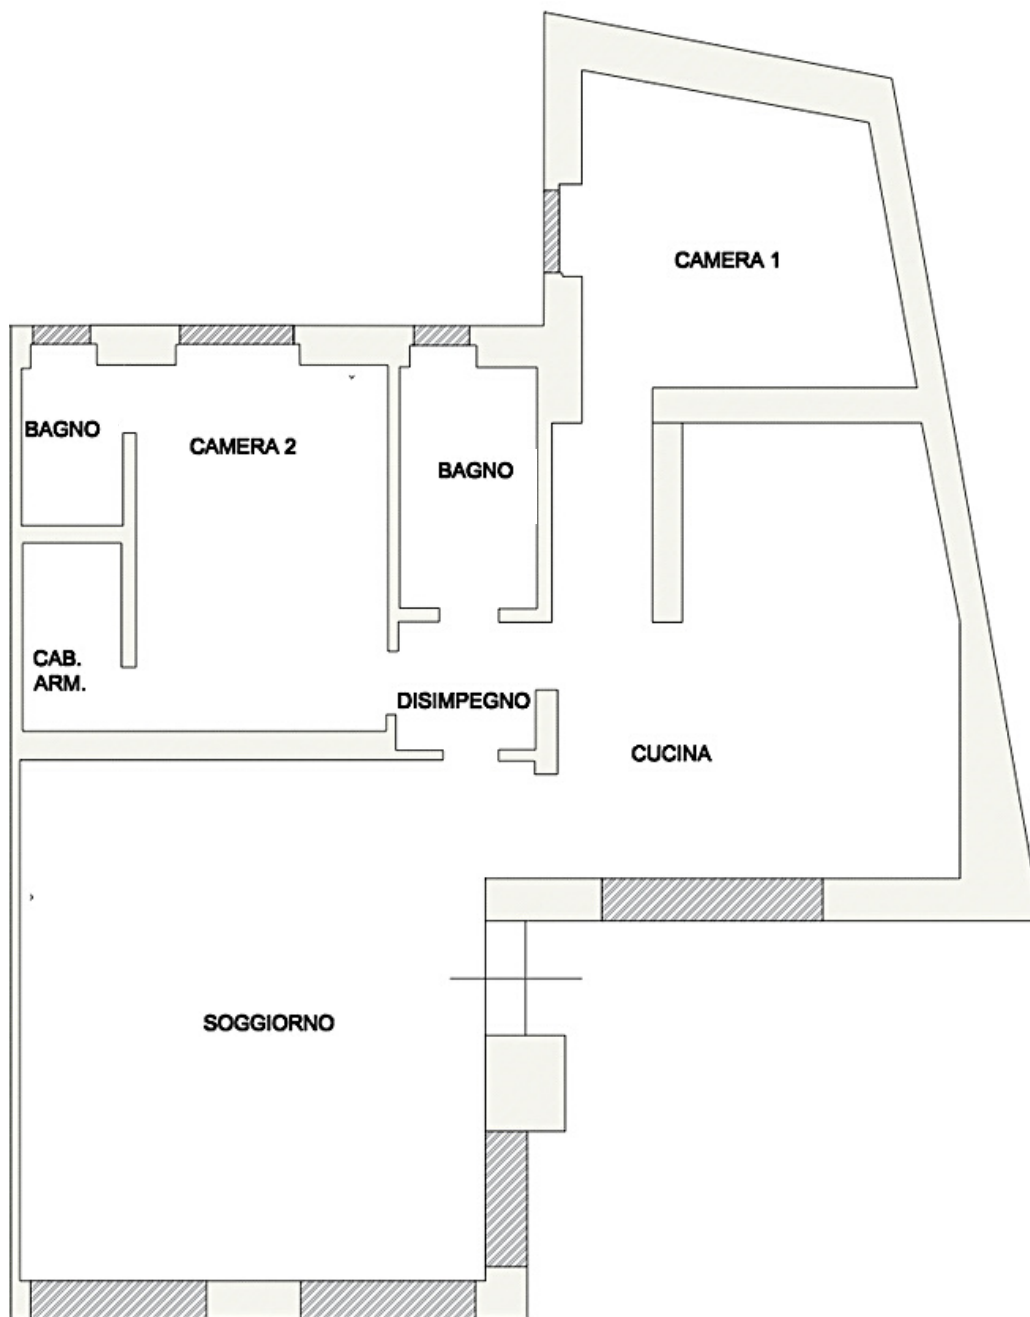 CAMERA 1
BAGNO
CAMERA 2
BAGNO
CAB.
ARM.
DISIMPEGNO
CUCINA
SOGGIORNO